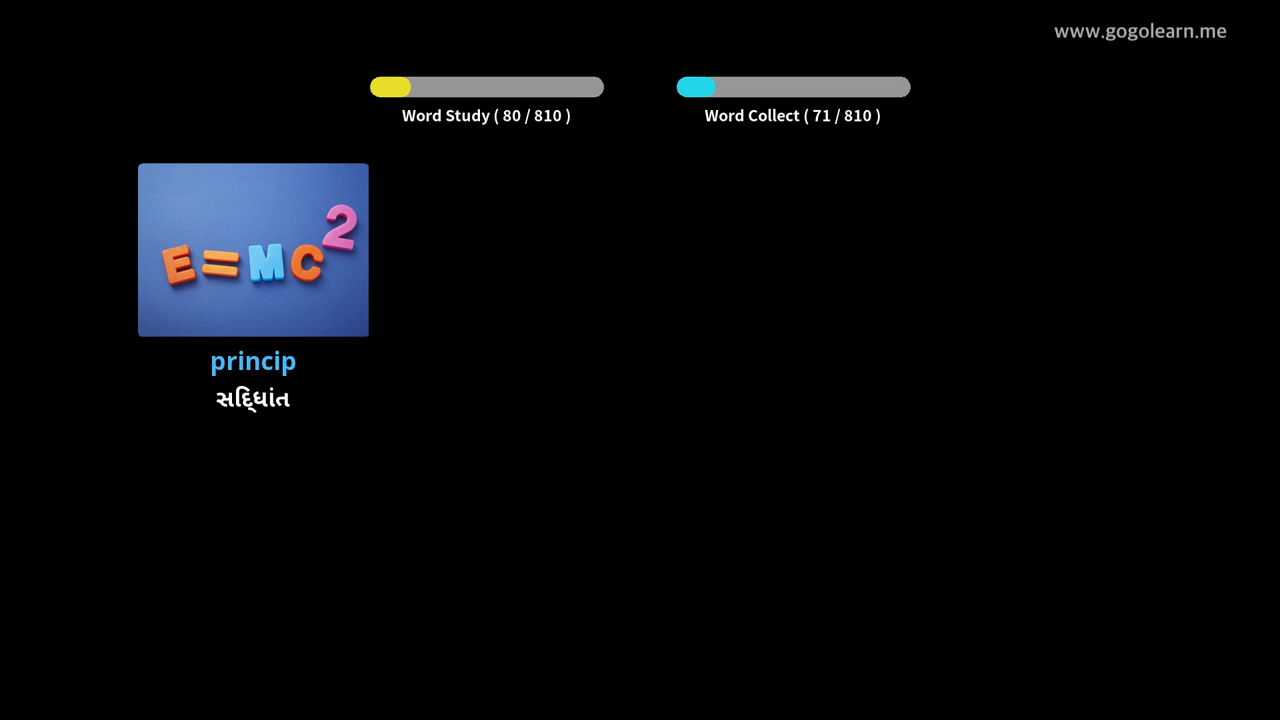 www.gogolearn.me
Word Study ( 80 / 810 )
Word Collect ( 71 / 810 )
E=MC2
princip
સદ્ધિાંત